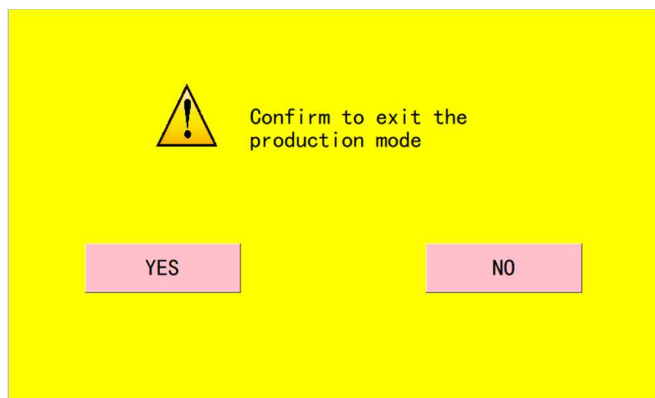 Confirm to exit the
production mode
YES
NO